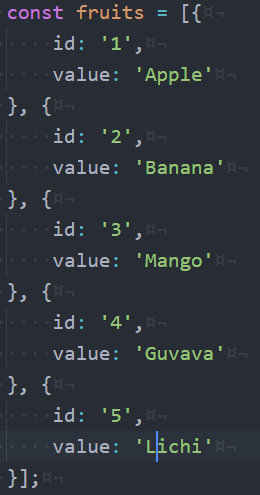 const fruits = [{
    id: '1',
    value: 'Apple'
}, {
    id: '2',
    value: 'Banana'
}, {
    id: '3',
    value: 'Mango'
}, {
    id: '4',
    value: 'Guvava'
}, {
    id: '5',
    value: 'Lichi'
}];